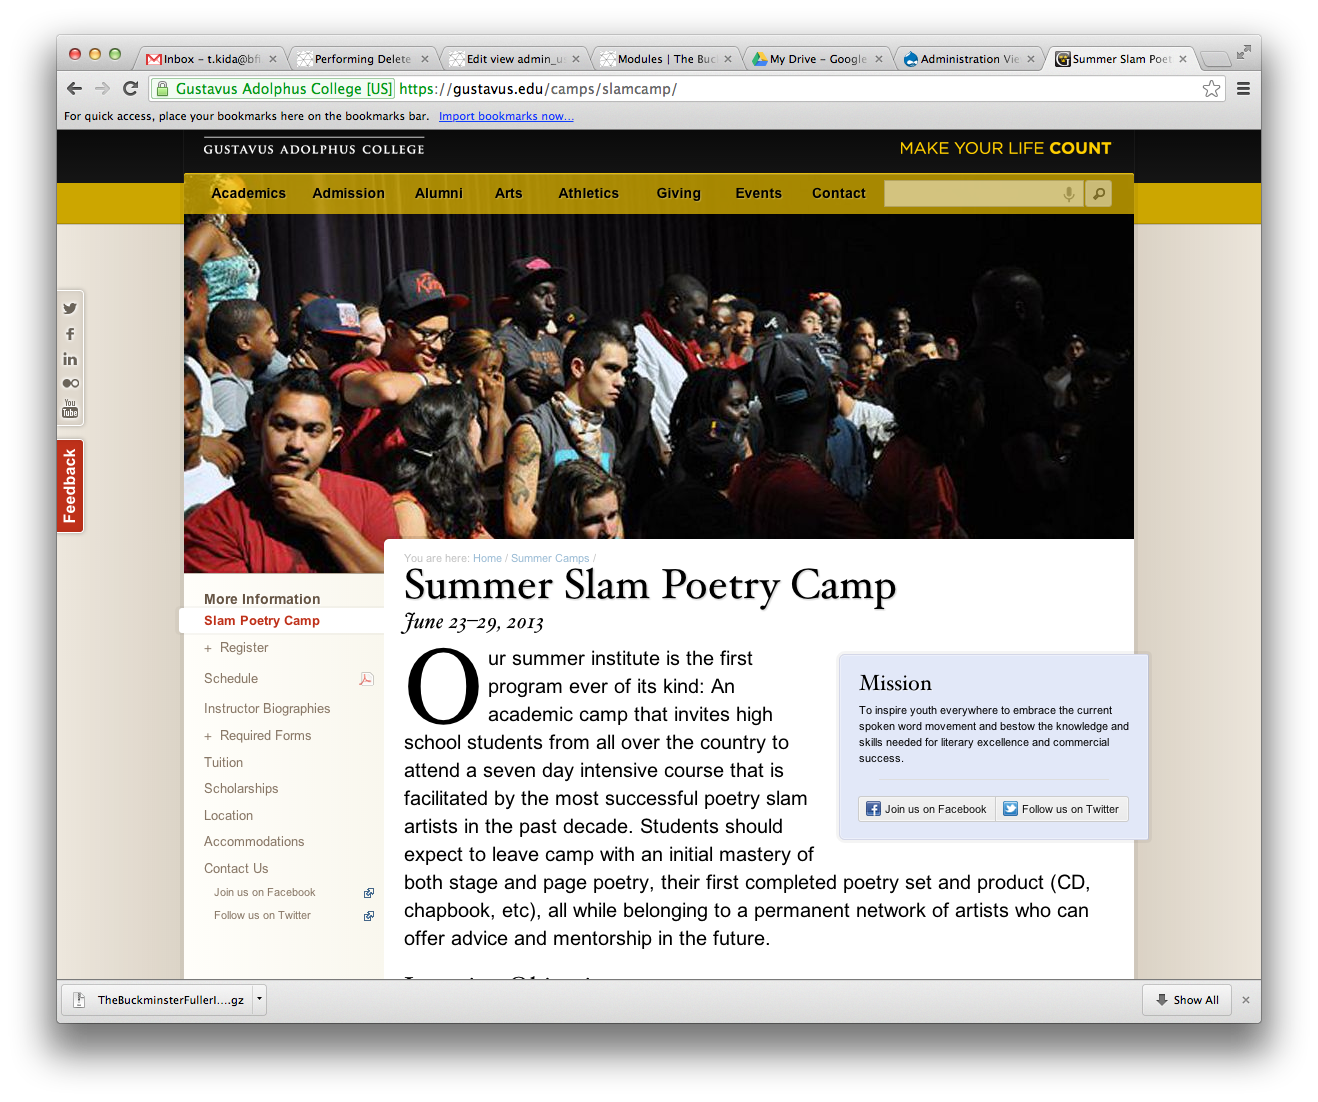 Inbox – t.kida@bfi
Performing Delete
Edit view admin_u
Modules | The Buc
My Drive – Google
Administration Vie
Summer Slam Poet
Gustavus Adolphus College [US] https://gustavus.edu/camps/slamcamp/
For quick access, place your bookmarks here on the bookmarks bar. Import bookmarks now...
GUSTAVUS ADOLPHUS COLLEGE
MAKE YOUR LIFE COUNT
Academics Admission Alumni Arts Athletics Giving Events Contact
You Tube
Feedback
You are here: Home / Summer Camps /
Summer Slam Poetry Camp
June 23–29, 2013
More Information
Slam Poetry Camp
+ Register
Schedule
Instructor Biographies
+ Required Forms
Tuition
Scholarships
Location
Accommodations
Contact Us
Join us on Facebook
Follow us on Twitter
Our summer institute is the first
program ever of its kind: An
academic camp that invites high
school students from all over the country to
attend a seven day intensive course that is
facilitated by the most successful poetry slam
artists in the past decade. Students should
expect to leave camp with an initial mastery of
both stage and page poetry, their first completed poetry set and product (CD,
chapbook, etc), all while belonging to a permanent network of artists who can
offer advice and mentorship in the future.
Mission
To inspire youth everywhere to embrace the current
spoken word movement and bestow the knowledge and
skills needed for literary excellence and commercial
success.
Join us on Facebook
Follow us on Twitter
TheBuckminsterFullerI....gz
Show All